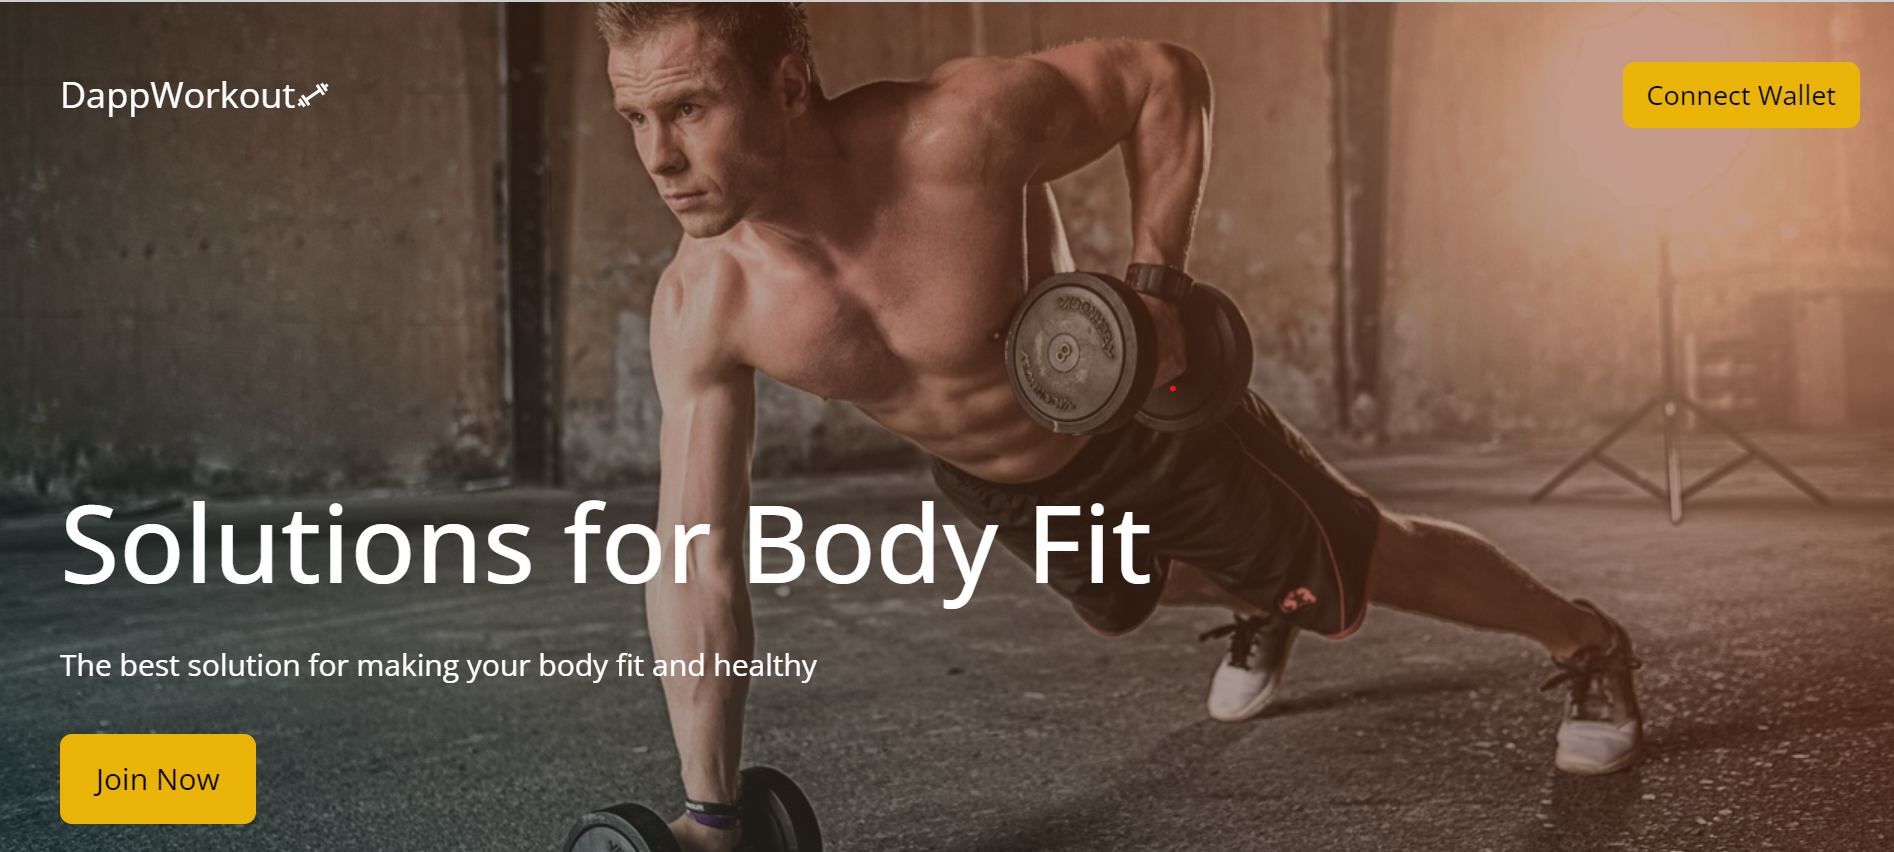 DappWorkout
Connect Wallet
8
Solutions for Body Fit
The best solution for making your body fit and healthy
Join Now